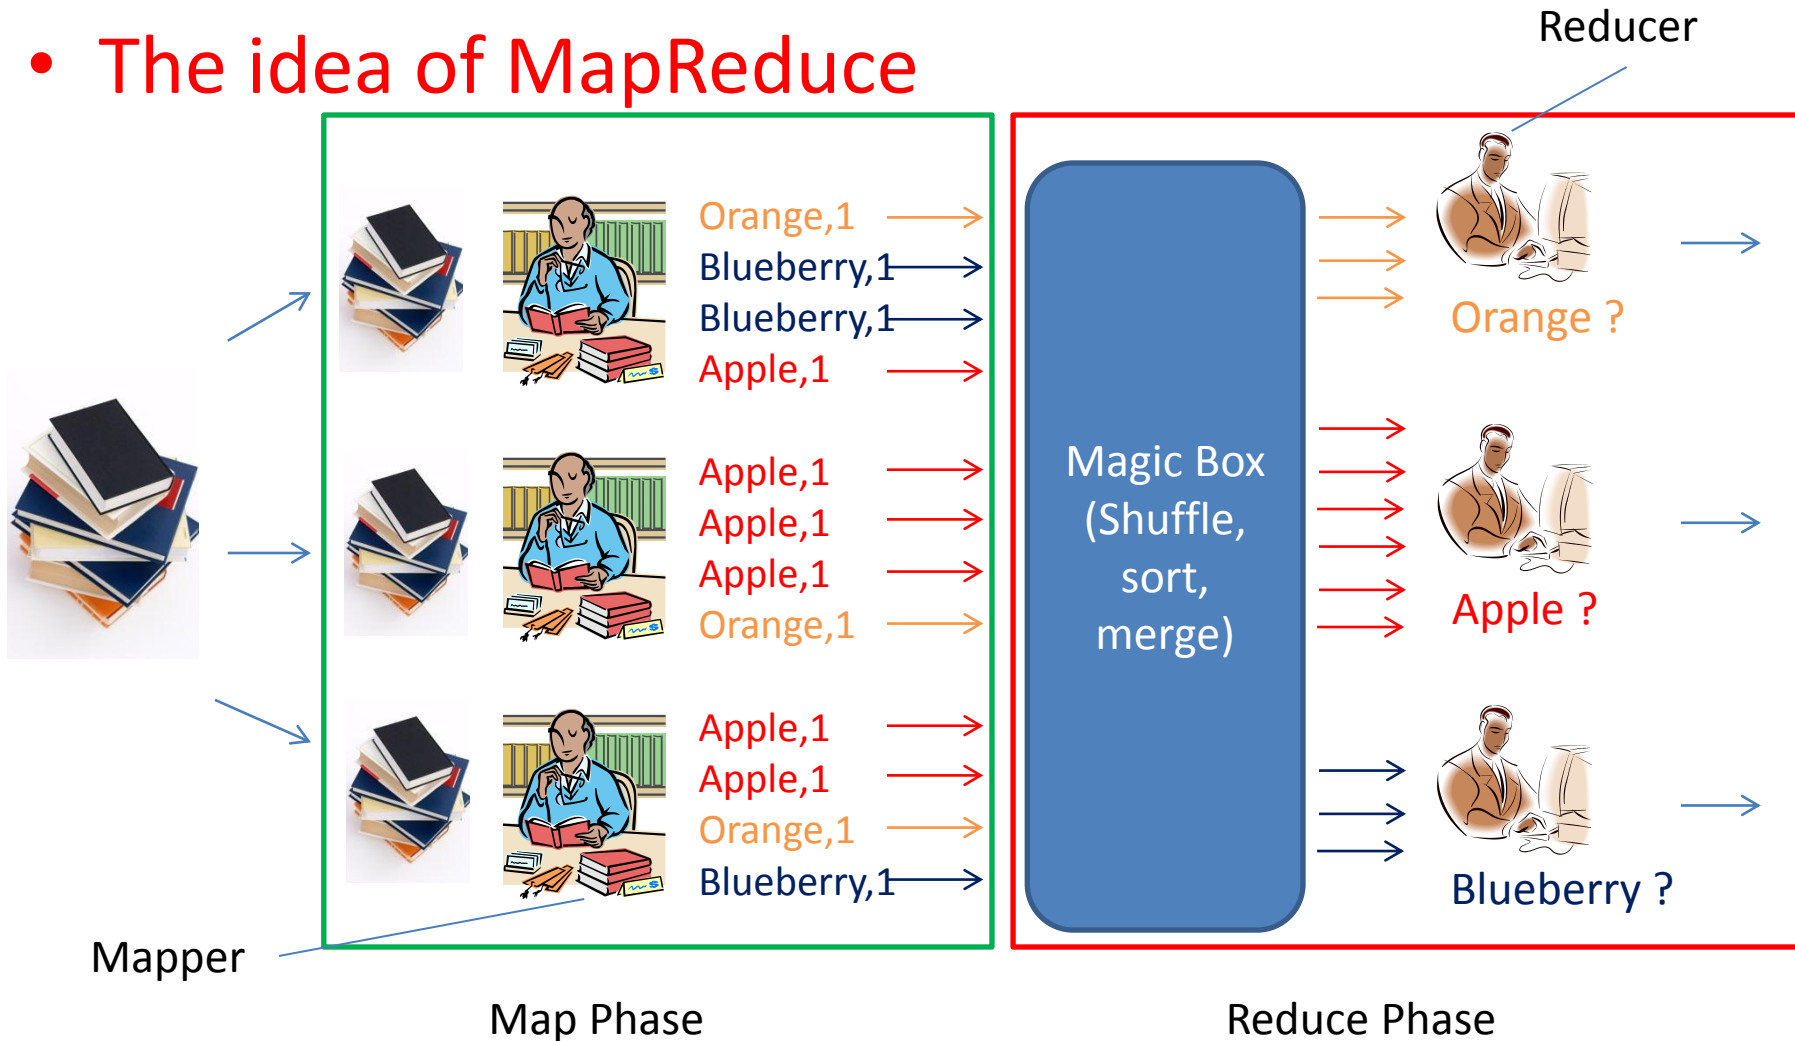 • The idea of MapReduce
Reducer
Orange,1
Blueberry,1
Blueberry,1
Apple,1
Apple,1
Apple,1
Apple,1
Orange,1
Apple,1
Apple,1
Orange,1
Blueberry,1
Magic Box
(Shuffle,
sort,
merge)
Orange ?
Apple ?
Blueberry ?
Mapper
Map Phase
Reduce Phase